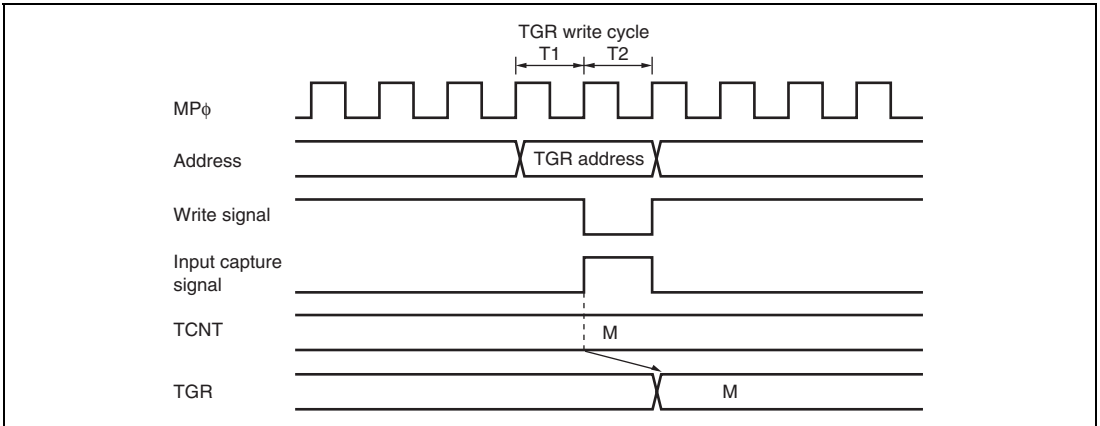 TGR write cycle
T1 T2
MPϕ
Address
TGR address
Write signal
Input capture
signal
TCNT
M
TGR
M